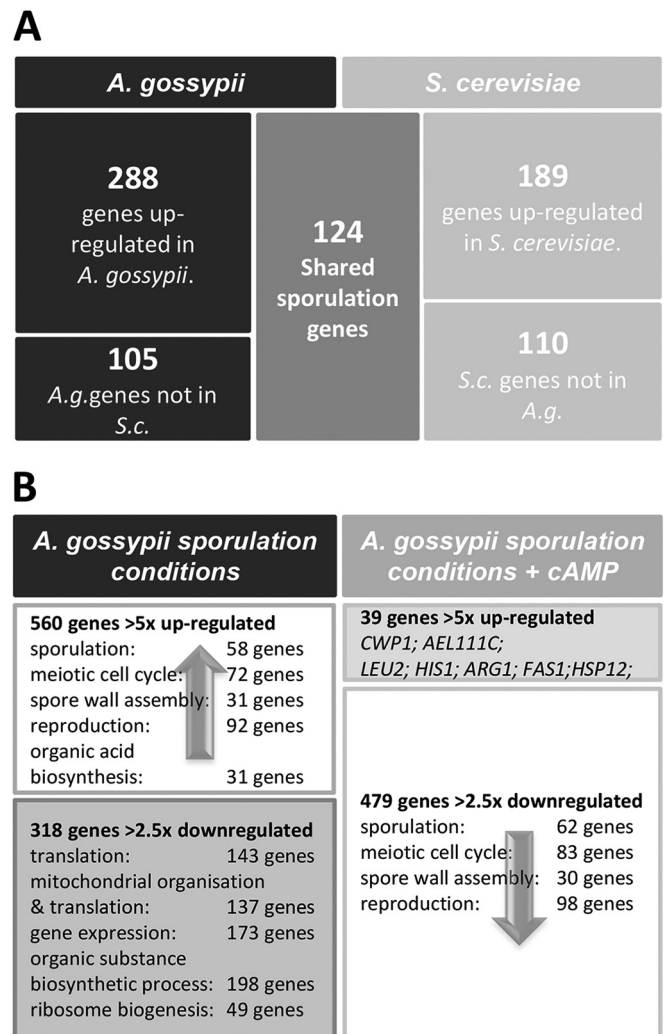 A
A. gossypii
S. cerevisiae
288
genes up-
regulated in
A. gossypii.
105
A.g.genes not in
S.c.
124
Shared
sporulation
genes
189
genes up-regulated
in S. cerevisiae.
110
S.c. genes not in
A.g.
B
A. gossypii sporulation
conditions
560 genes >5x up-regulated
sporulation: 58 genes
meiotic cell cycle: 72 genes
spore wall assembly: 31 genes
reproduction: 92 genes
organic acid
biosynthesis: 31 genes
318 genes >2.5x downregulated
translation: 143 genes
mitochondrial organisation
& translation: 137 genes
gene expression: 173 genes
organic substance
biosynthetic process: 198 genes
ribosome biogenesis: 49 genes
A. gossypii sporulation
conditions + cAMP
39 genes >5x up-regulated
CWP1; AEL111C;
LEU2; HIS1; ARG1; FAS1;HSP12;
479 genes >2.5x downregulated
sporulation: 62 genes
meiotic cell cycle: 83 genes
spore wall assembly: 30 genes
reproduction: 98 genes